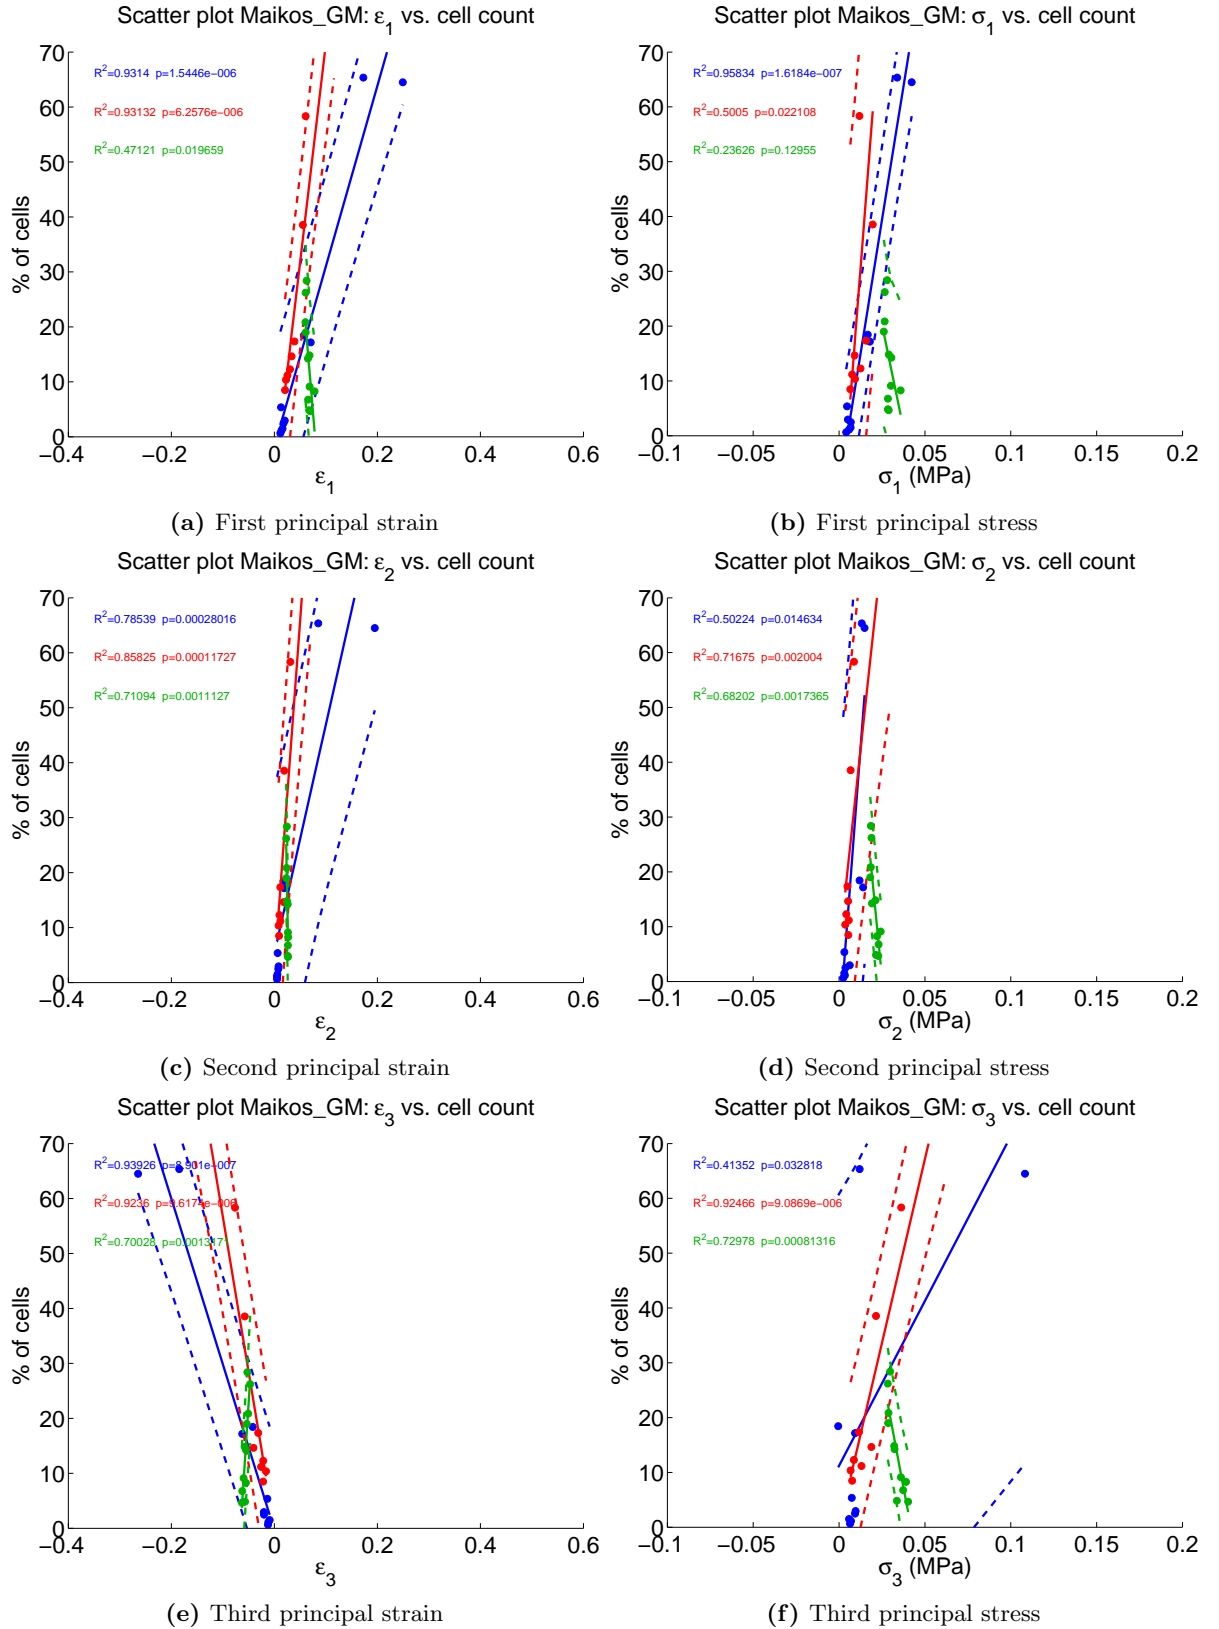 Scatter plot Maikos_GM: ε1 vs. cell count
70
60
50
40
30
20
10
0
% of cells
R²=0.9314 p=1.5446e−006
R²=0.93132 p=6.2576e−006
R²=0.47121 p=0.019659
−0.4 −0.2 0 0.2 0.4 0.6
ε1
(a) First principal strain
Scatter plot Maikos_GM: σ1 vs. cell count
70
60
50
40
30
20
10
0
% of cells
R²=0.95834 p=1.6184e−007
R²=0.5005 p=0.022108
R²=0.23626 p=0.12955
−0.1 −0.05 0 0.05 0.1 0.15 0.2
σ1 (MPa)
(b) First principal stress
Scatter plot Maikos_GM: ε2 vs. cell count
70
60
50
40
30
20
10
0
% of cells
R²=0.78539 p=0.00028016
R²=0.85825 p=0.00011727
R²=0.71094 p=0.0011127
−0.4 −0.2 0 0.2 0.4 0.6
ε2
(c) Second principal strain
Scatter plot Maikos_GM: σ2 vs. cell count
70
60
50
40
30
20
10
0
% of cells
R²=0.50224 p=0.014634
R²=0.71675 p=0.002004
R²=0.68202 p=0.0017365
−0.1 −0.05 0 0.05 0.1 0.15 0.2
σ2 (MPa)
(d) Second principal stress
Scatter plot Maikos_GM: ε3 vs. cell count
70
60
50
40
30
20
10
0
% of cells
R²=0.93926 p=8.901e−007
R²=0.9236 p=9.6174e−006
R²=0.70028 p=0.0013171
−0.4 −0.2 0 0.2 0.4 0.6
ε3
(e) Third principal strain
Scatter plot Maikos_GM: σ3 vs. cell count
70
60
50
40
30
20
10
0
% of cells
R²=0.41352 p=0.032818
R²=0.92466 p=9.0869e−006
R²=0.72978 p=0.00081316
−0.1 −0.05 0 0.05 0.1 0.15 0.2
σ3 (MPa)
(f) Third principal stress